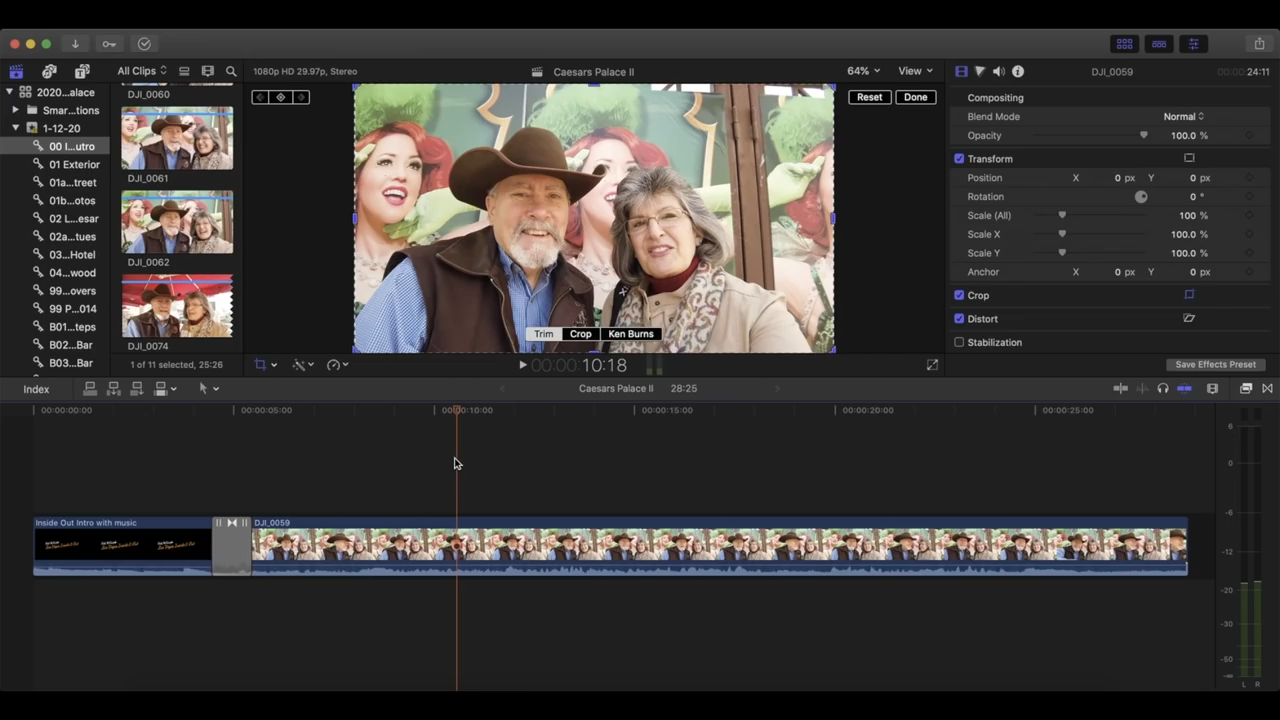 All Clips
1080p HD 29.97p, Stereo
Caesars Palace II
64%
View
DJI_0059
00:00:24:11
2020...alace
Smar...tions
1-12-20
00 I...utro
01 Exterior
01a...treet
01b...otos
02 L...esar
02a...tues
03...Hotel
04...wood
99...overs
99 P...014
B01...teps
B02...Bar
B03...Bar
DJI_0060
DJI_0061
DJI_0062
DJI_0074
1 of 11 selected, 25:26
Reset
Done
Trim
Crop
Ken Burns
00:00:10:18
Compositing
Blend Mode
Normal
Opacity
100.0 %
Transform
Position
X 0 px Y 0 px
Rotation
0 °
Scale (All)
100 %
Scale X
100.0 %
Scale Y
100.0 %
Anchor
X 0 px Y 0 px
Crop
Distort
Stabilization
Save Effects Preset
Index
Caesars Palace II 28:25
00:00:00:00
00:00:05:00
00:00:10:00
00:00:15:00
00:00:20:00
00:00:25:00
Inside Out Intro with music
DJI_0059
6
0
-6
-12
-20
-30
-50
-∞
L R